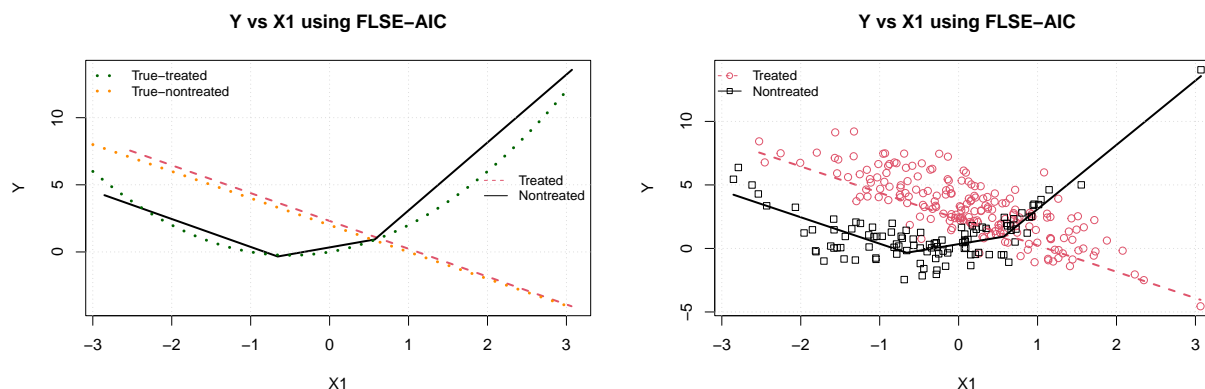 Y vs X1 using FLSE−AIC
True−treated
True−nontreated
Treated
Nontreated
Y
10
5
0
−3
−2
−1
0
1
2
3
X1
Y vs X1 using FLSE−AIC
Treated
Nontreated
Y
10
5
0
−5
−3
−2
−1
0
1
2
3
X1